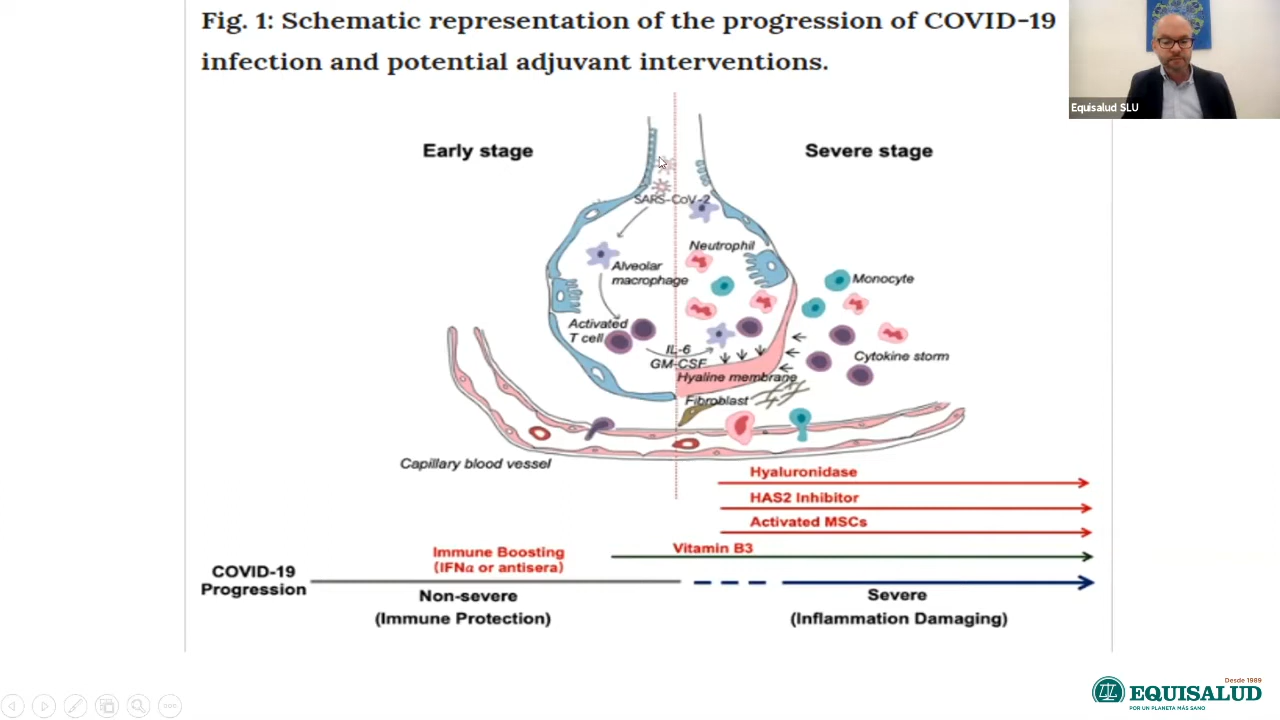 Fig. 1: Schematic representation of the progression of COVID-19
infection and potential adjuvant interventions.
Equisalud SLU
Early stage
Severe stage
SARS-CoV-2
Neutrophil
Alveolar
macrophage
Monocyte
Activated
T cell
IL-6
GM-CSF
Cytokine storm
Hyaline membrane
Fibroblast
Capillary blood vessel
Hyaluronidase
HAS2 Inhibitor
Activated MSCs
Vitamin B3
Immune Boosting
(IFNα or antisera)
COVID-19
Progression
Non-severe
(Immune Protection)
Severe
(Inflammation Damaging)
Desde 1989
EQUISALUD
POR UN PLANETA MÁS SANO